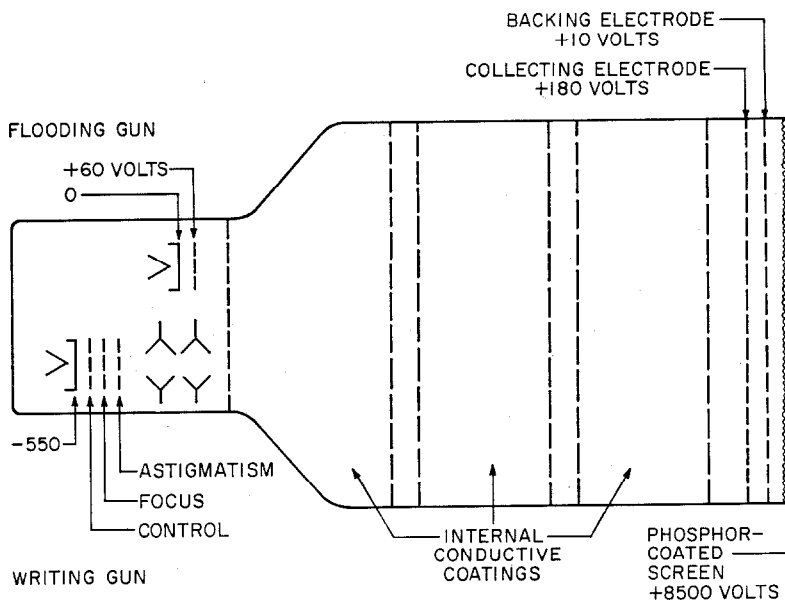 BACKING ELECTRODE
+10 VOLTS
COLLECTING ELECTRODE
+180 VOLTS
FLOODING GUN
+60 VOLTS
0
-550
ASTIGMATISM
FOCUS
CONTROL
INTERNAL
CONDUCTIVE
COATINGS
PHOSPHOR-
COATED
SCREEN
+8500 VOLTS
WRITING GUN